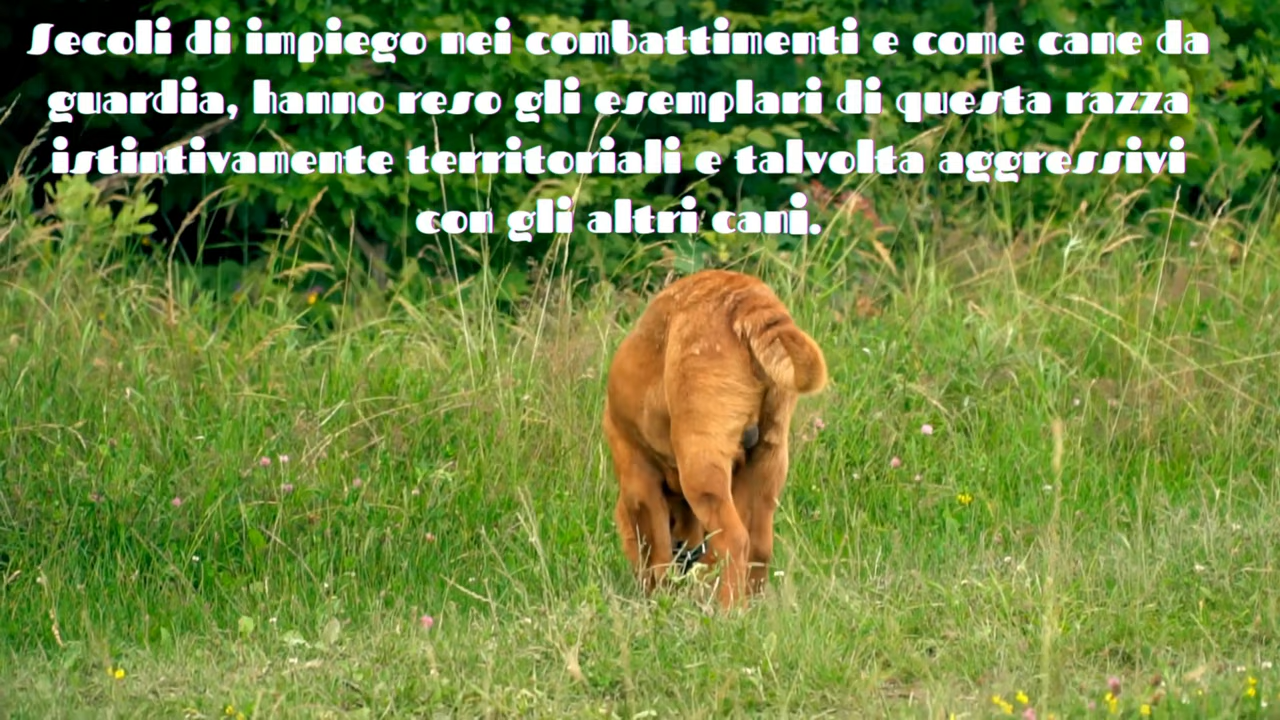 Secoli di impiego nei combattimenti e come cane da
guardia, hanno reso gli esemplari di questa razza
istintivamente territoriali e talvolta aggressivi
con gli altri cani.